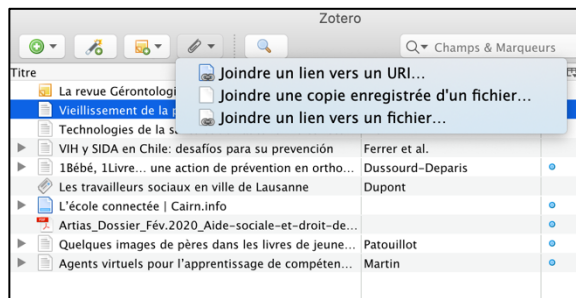 Zotero
Champs & Marqueurs
Titre
Joindre un lien vers un URI...
Joindre une copie enregistrée d'un fichier...
Joindre un lien vers un fichier...
La revue Gérontologi
Vieillissement de la p
Technologies de la s
VIH y SIDA en Chile: desafíos para su prevención Ferrer et al.
1Bébé, 1Livre... une action de prévention en ortho... Dussourd-Deparis
Les travailleurs sociaux en ville de Lausanne Dupont
L'école connectée | Cairn.info
Artias_Dossier_Fév.2020_Aide-sociale-et-droit-de...
Quelques images de pères dans les livres de jeune... Patouillot
Agents virtuels pour l'apprentissage de compéten... Martin